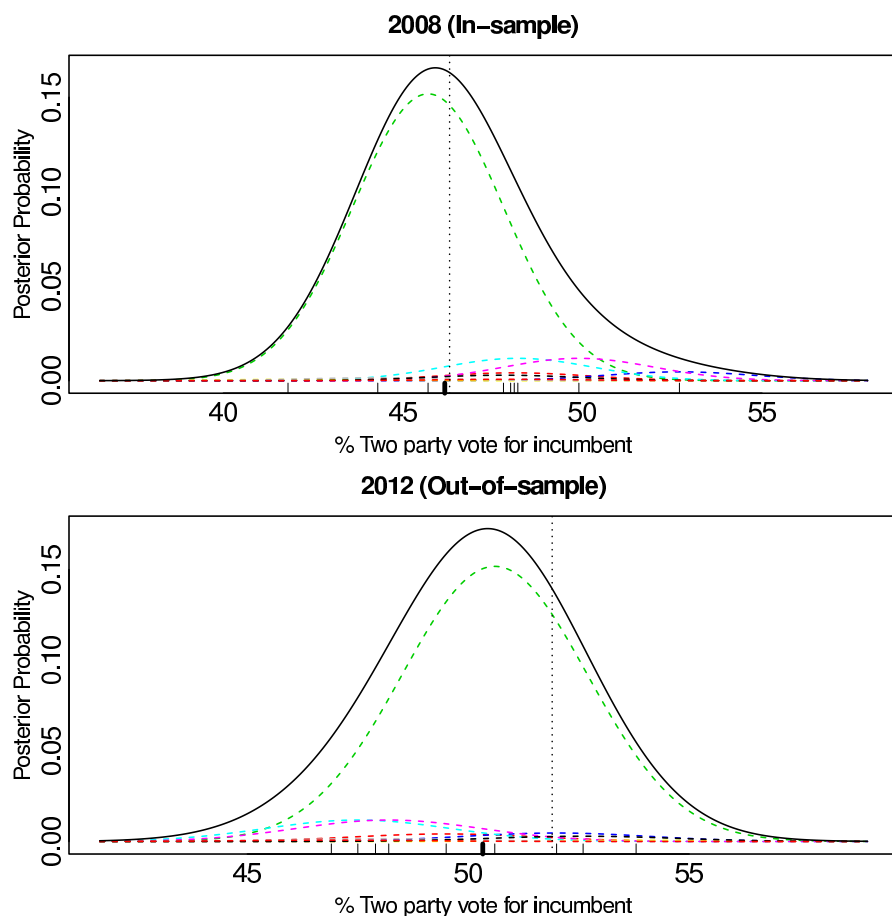 2008 (In−sample)
Posterior Probability
0.15
0.10
0.05
0.00
40 45 50 55
% Two party vote for incumbent
2012 (Out−of−sample)
Posterior Probability
0.15
0.10
0.05
0.00
45 50 55
% Two party vote for incumbent